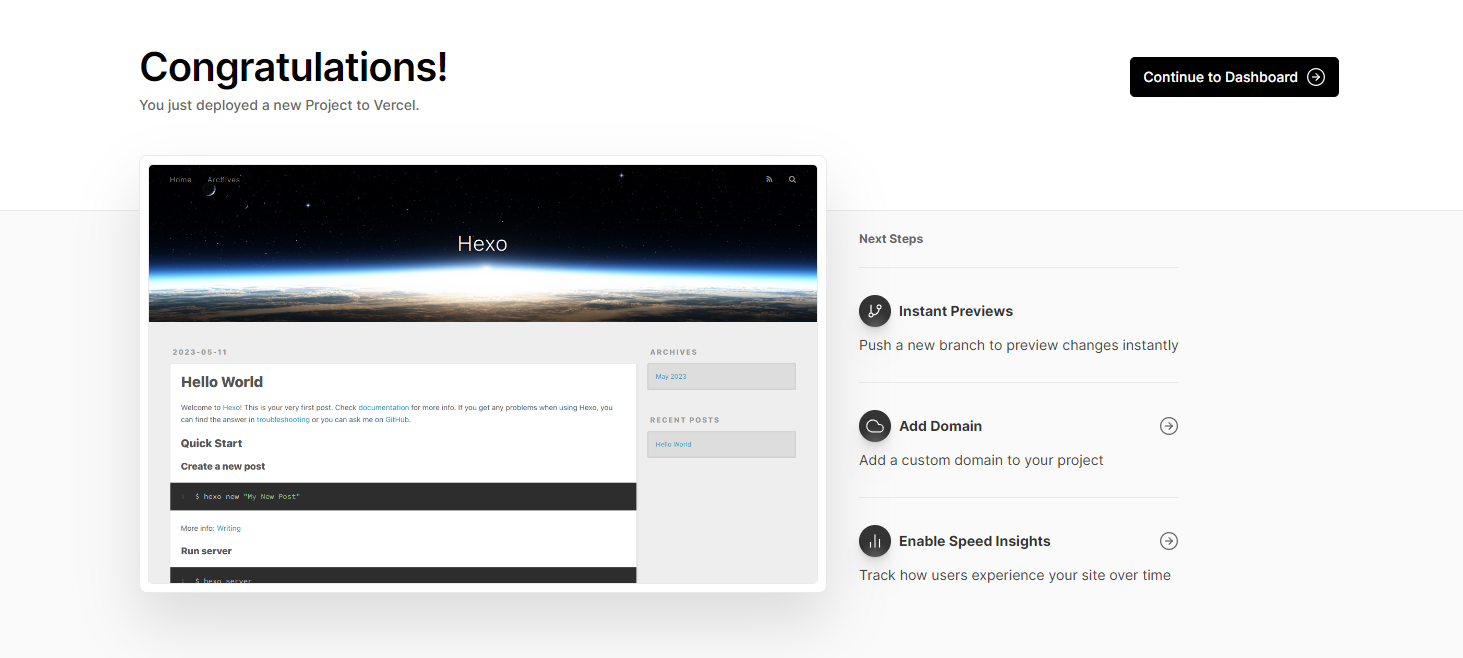 Congratulations!
You just deployed a new Project to Vercel.
Continue to Dashboard
Home Archives
Hexo
2023-05-11
Hello World
Welcome to Hexo! This is your very first post. Check documentation for more info. If you get any problems when using Hexo, you
can find the answer in troubleshooting or you can ask me on GitHub.
Quick Start
Create a new post
1 $ hexo new "My New Post"
More info: Writing
Run server
1 $ hexo server
ARCHIVES
May 2023
RECENT POSTS
Hello World
Next Steps
Instant Previews
Push a new branch to preview changes instantly
Add Domain
Add a custom domain to your project
Enable Speed Insights
Track how users experience your site over time